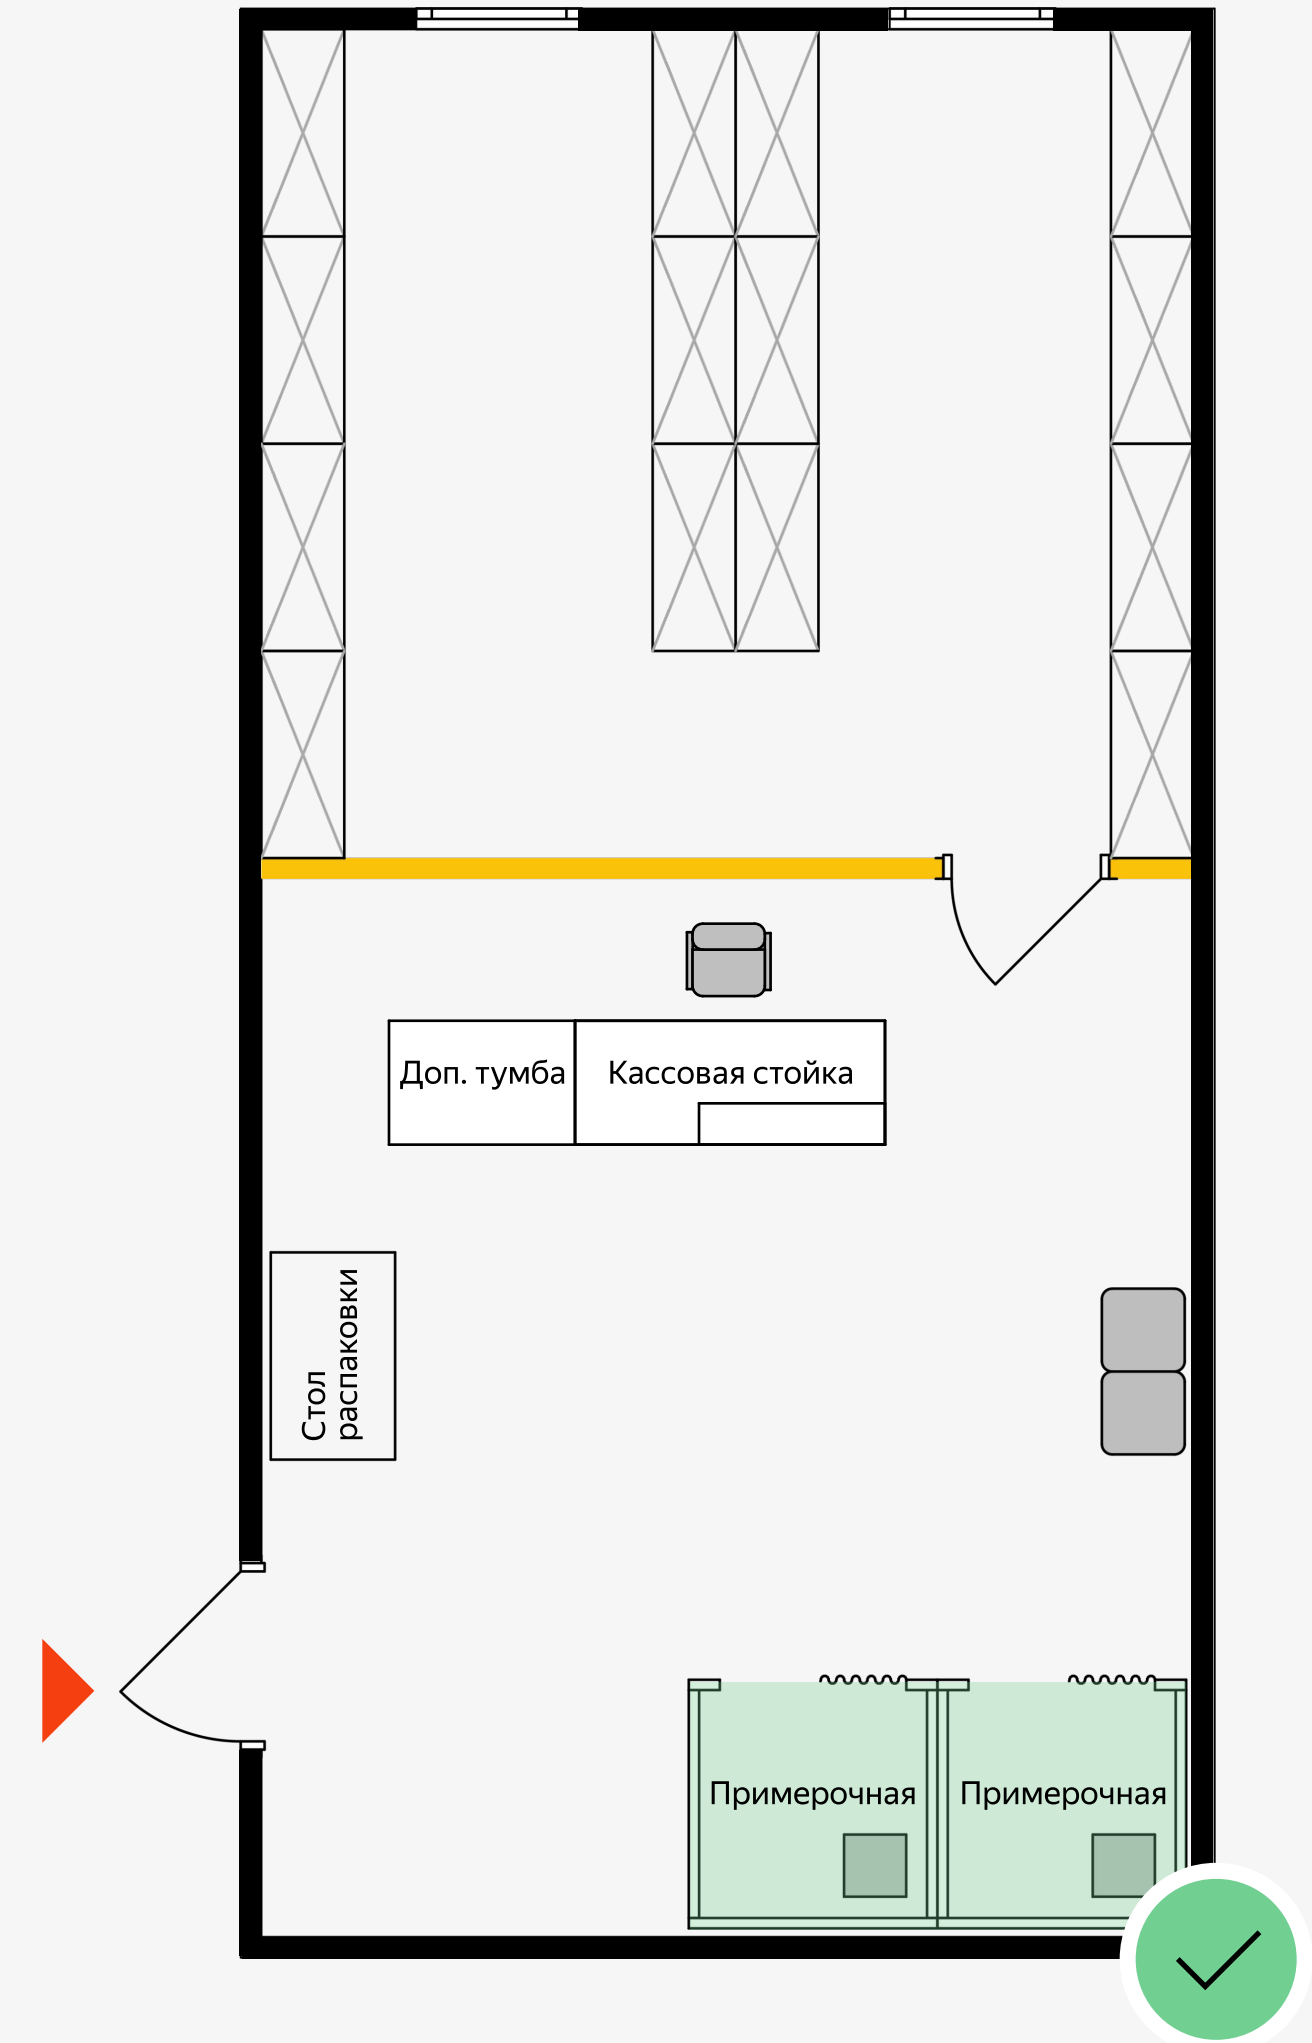 Доп. тумба
Кассовая стойка
Стол
распаковки
Примерочная
Примерочная